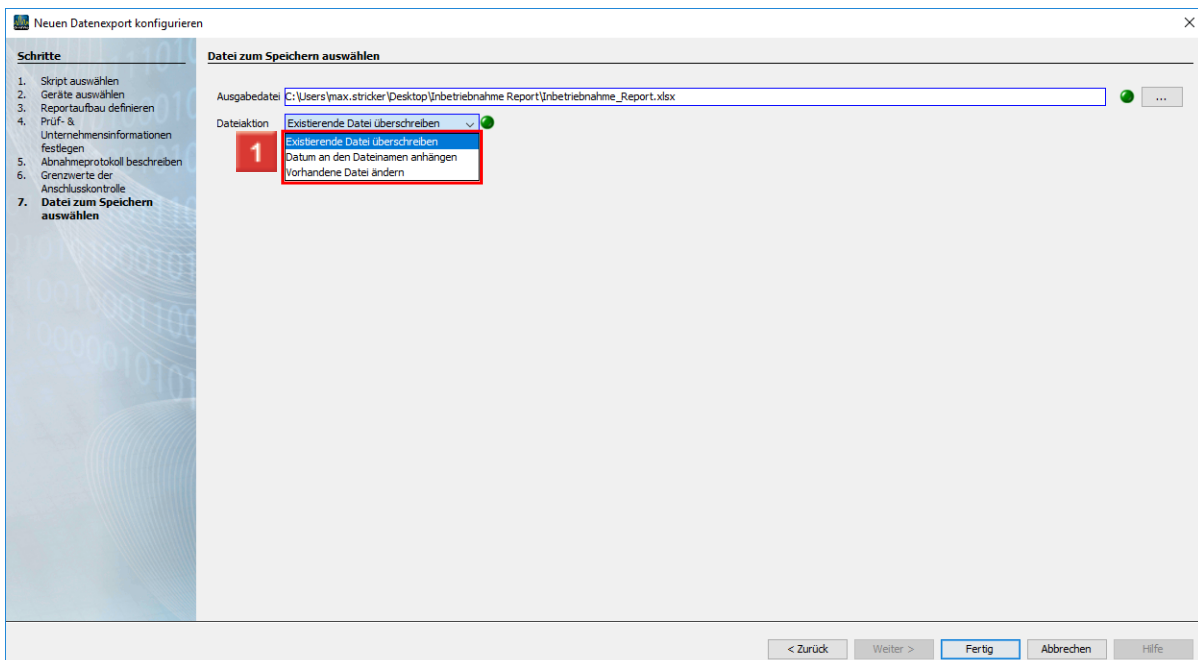 Neuen Datenexport konfigurieren
Schritte
1. Skript auswählen
2. Geräte auswählen
3. Reportaufbau definieren
4. Prüf- &
Unternehmensinformationen
festlegen
5. Abnahmeprotokoll beschreiben
6. Grenzwerte der
Anschlusskontrolle
7. Datei zum Speichern
auswählen
Datei zum Speichern auswählen
Ausgabedatei C:\Users\max.stricker\Desktop\Inbetriebnahme Report\Inbetriebnahme_Report.xlsx ...
Dateiaktion Existierende Datei überschreiben
1
Existierende Datei überschreiben
Datum an den Dateinamen anhängen
Vorhandene Datei ändern
< Zurück Weiter > Fertig Abbrechen Hilfe